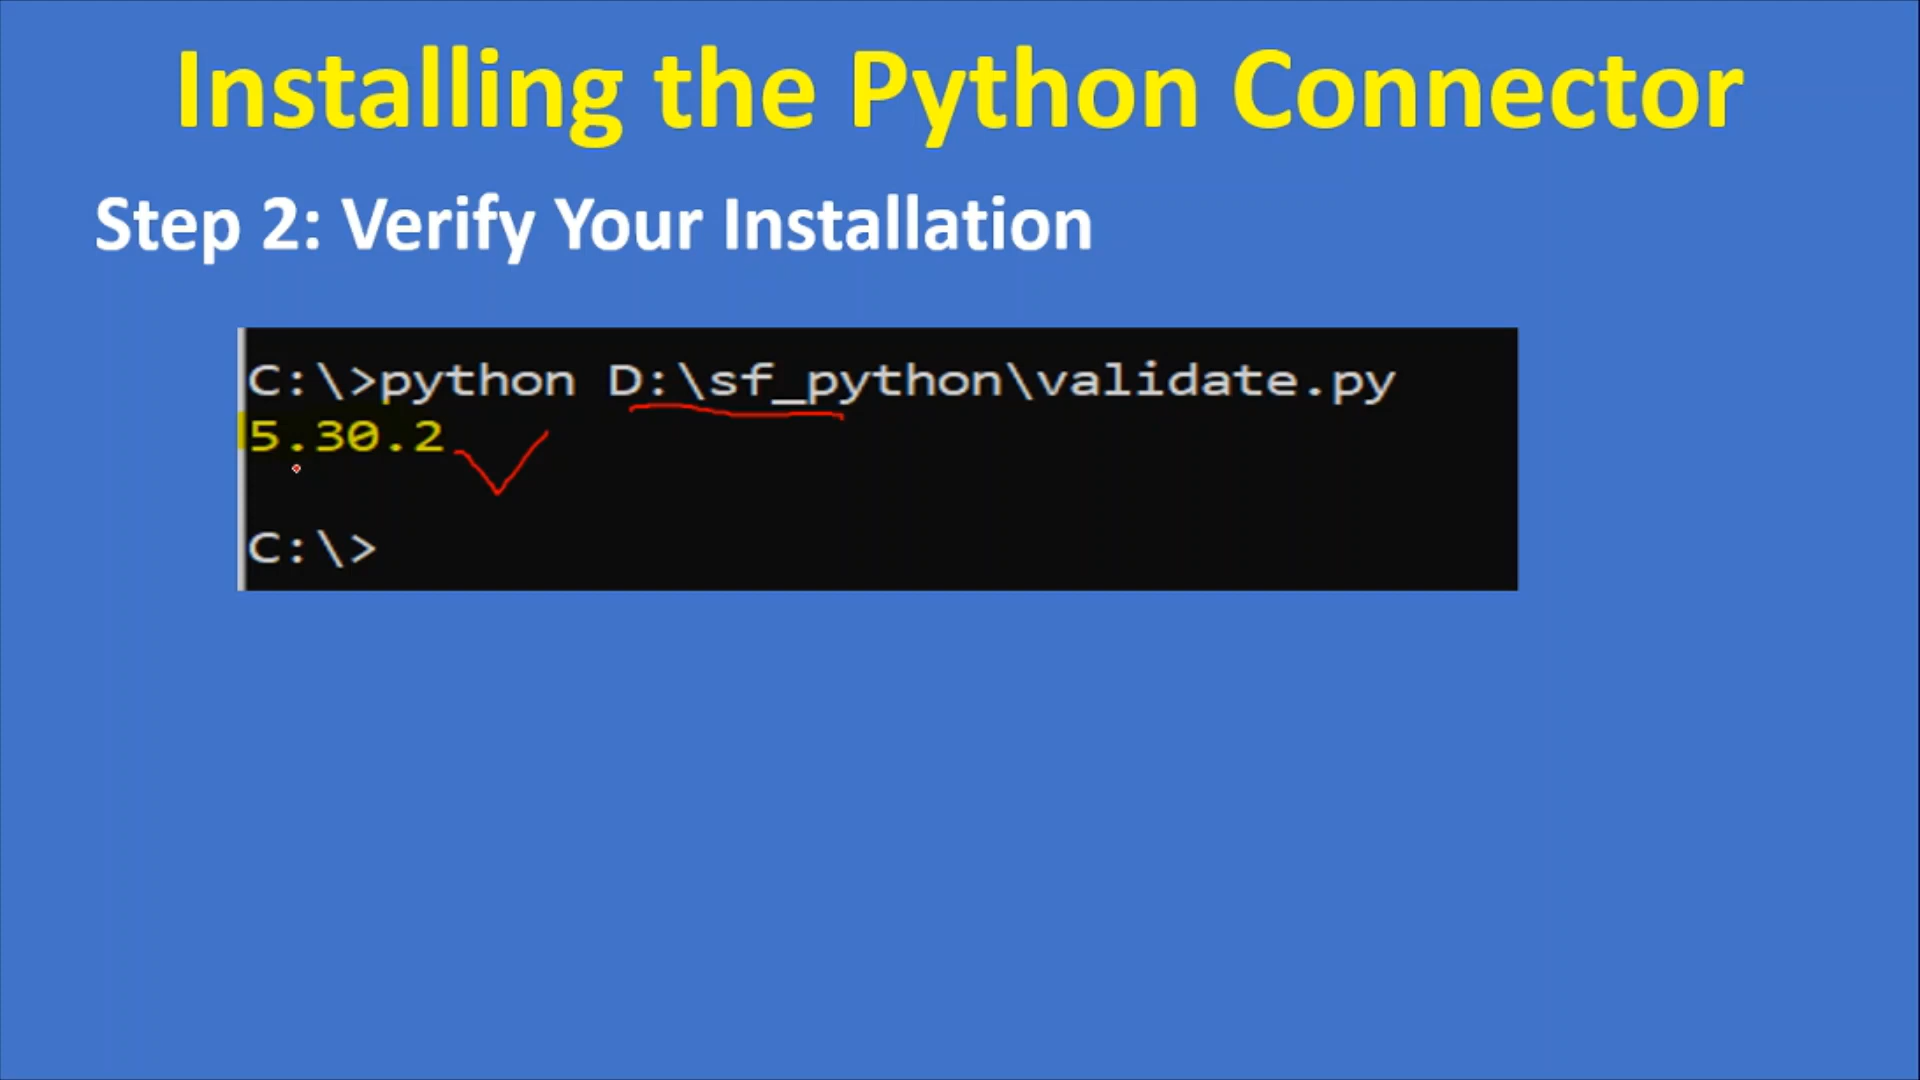 Installing the Python Connector
Step 2: Verify Your Installation
C:\>python D:\sf_python\validate.py
5.30.2
C:\>